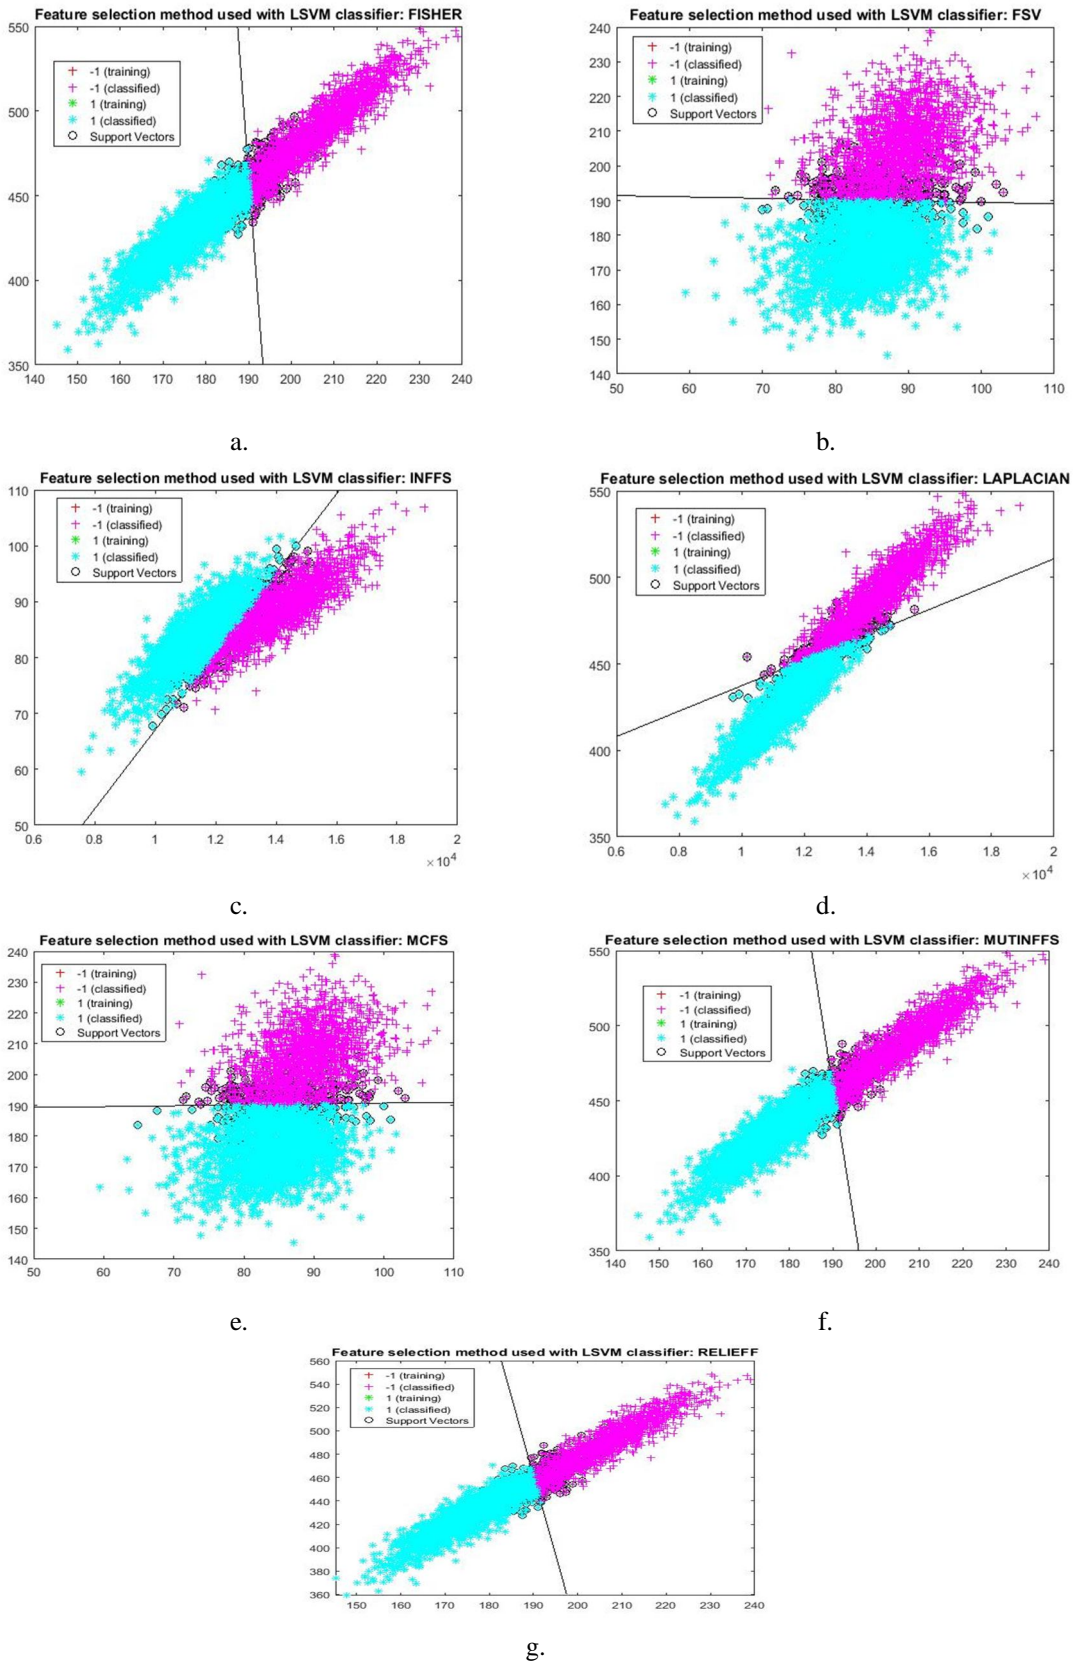 Feature selection method used with LSVM classifier: FISHER
550
500
450
400
350
140 150 160 170 180 190 200 210 220 230 240
-1 (training)
-1 (classified)
1 (training)
1 (classified)
Support Vectors
a.
Feature selection method used with LSVM classifier: FSV
240
230
220
210
200
190
180
170
160
150
140
50 60 70 80 90 100 110
-1 (training)
-1 (classified)
1 (training)
1 (classified)
Support Vectors
b.
Feature selection method used with LSVM classifier: INFFS
110
100
90
80
70
60
50
0.6 0.8 1 1.2 1.4 1.6 1.8 2
×10⁴
-1 (training)
-1 (classified)
1 (training)
1 (classified)
Support Vectors
c.
Feature selection method used with LSVM classifier: LAPLACIAN
550
500
450
400
350
0.6 0.8 1 1.2 1.4 1.6 1.8 2
×10⁴
-1 (training)
-1 (classified)
1 (training)
1 (classified)
Support Vectors
d.
Feature selection method used with LSVM classifier: MCFS
240
230
220
210
200
190
180
170
160
150
140
50 60 70 80 90 100 110
-1 (training)
-1 (classified)
1 (training)
1 (classified)
Support Vectors
e.
Feature selection method used with LSVM classifier: MUTINFFS
550
500
450
400
350
140 150 160 170 180 190 200 210 220 230 240
-1 (training)
-1 (classified)
1 (training)
1 (classified)
Support Vectors
f.
Feature selection method used with LSVM classifier: RELIEFF
560
540
520
500
480
460
440
420
400
380
360
150 160 170 180 190 200 210 220 230 240
-1 (training)
-1 (classified)
1 (training)
1 (classified)
Support Vectors
g.